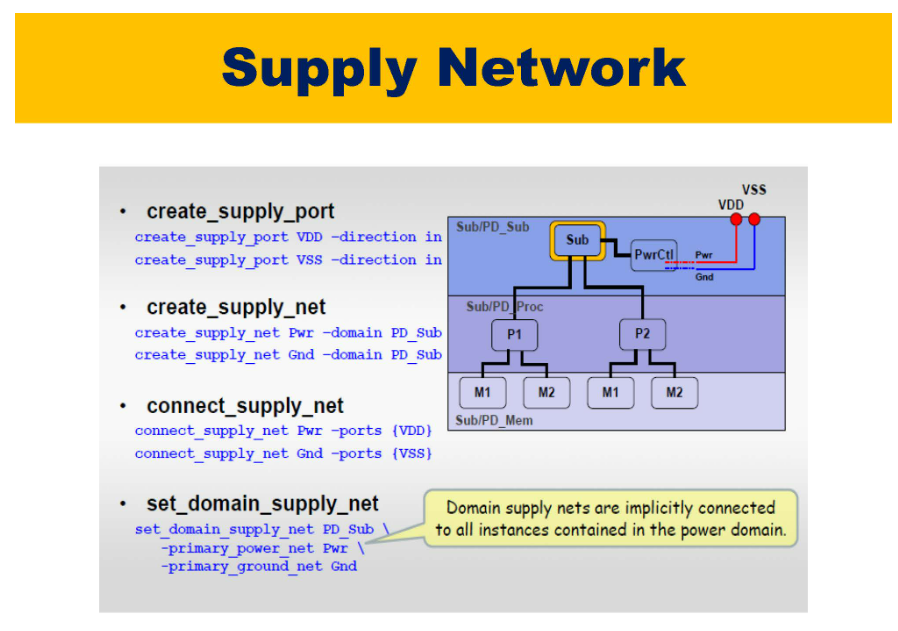 Supply Network
• create_supply_port
create_supply_port VDD –direction in
create_supply_port VSS –direction in
• create_supply_net
create_supply_net Pwr –domain PD_Sub
create_supply_net Gnd –domain PD_Sub
• connect_supply_net
connect_supply_net Pwr –ports {VDD}
connect_supply_net Gnd –ports {VSS}
• set_domain_supply_net
set_domain_supply_net PD_Sub \
-primary_power_net Pwr \
-primary_ground_net Gnd
VSS
VDD
Sub/PD_Sub
Sub
PwrCtl
Pwr
Gnd
Sub/PD_Proc
P1
P2
M1
M2
M1
M2
Sub/PD_Mem
Domain supply nets are implicitly connected
to all instances contained in the power domain.